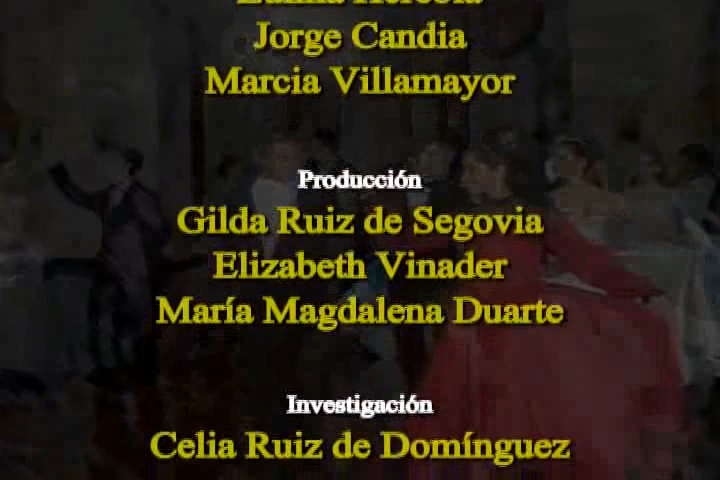 Jorge Candia
Marcia Villamayor
Producción
Gilda Ruiz de Segovia
Elizabeth Vinader
María Magdalena Duarte
Investigación
Celia Ruiz de Domínguez